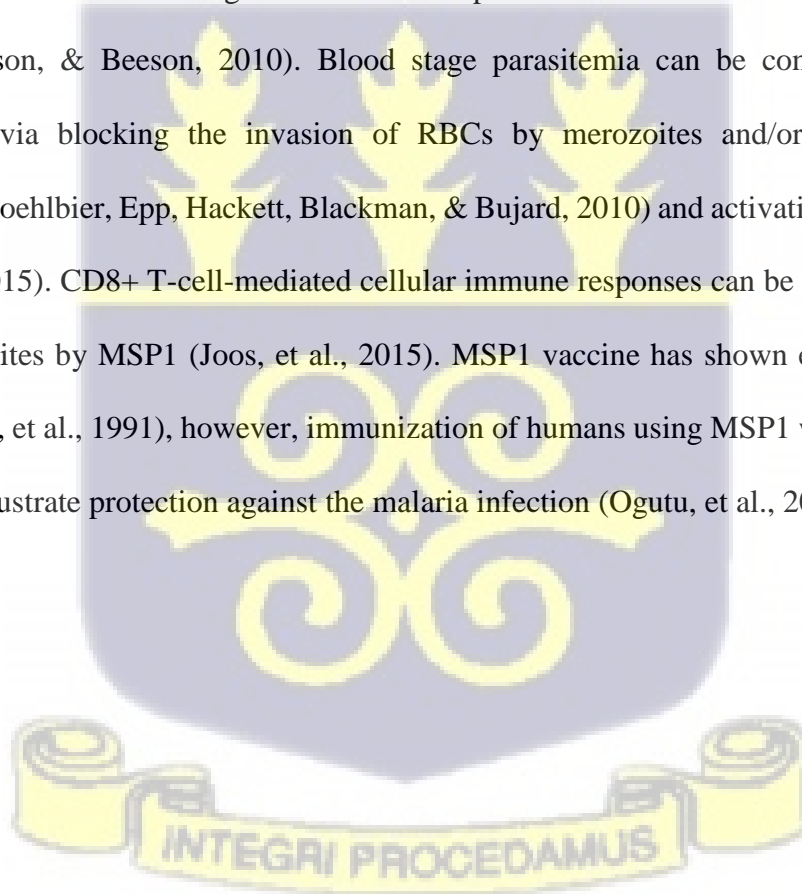 son, & Beeson, 2010). Blood stage parasitemia can be con
via blocking the invasion of RBCs by merozoites and/or
oehlbier, Epp, Hackett, Blackman, & Bujard, 2010) and activati
15). CD8+ T-cell-mediated cellular immune responses can be
ites by MSP1 (Joos, et al., 2015). MSP1 vaccine has shown
, et al., 1991), however, immunization of humans using MSP1
ustrate protection against the malaria infection (Ogutu, et al., 20
INTEGRI PROCEDAMUS